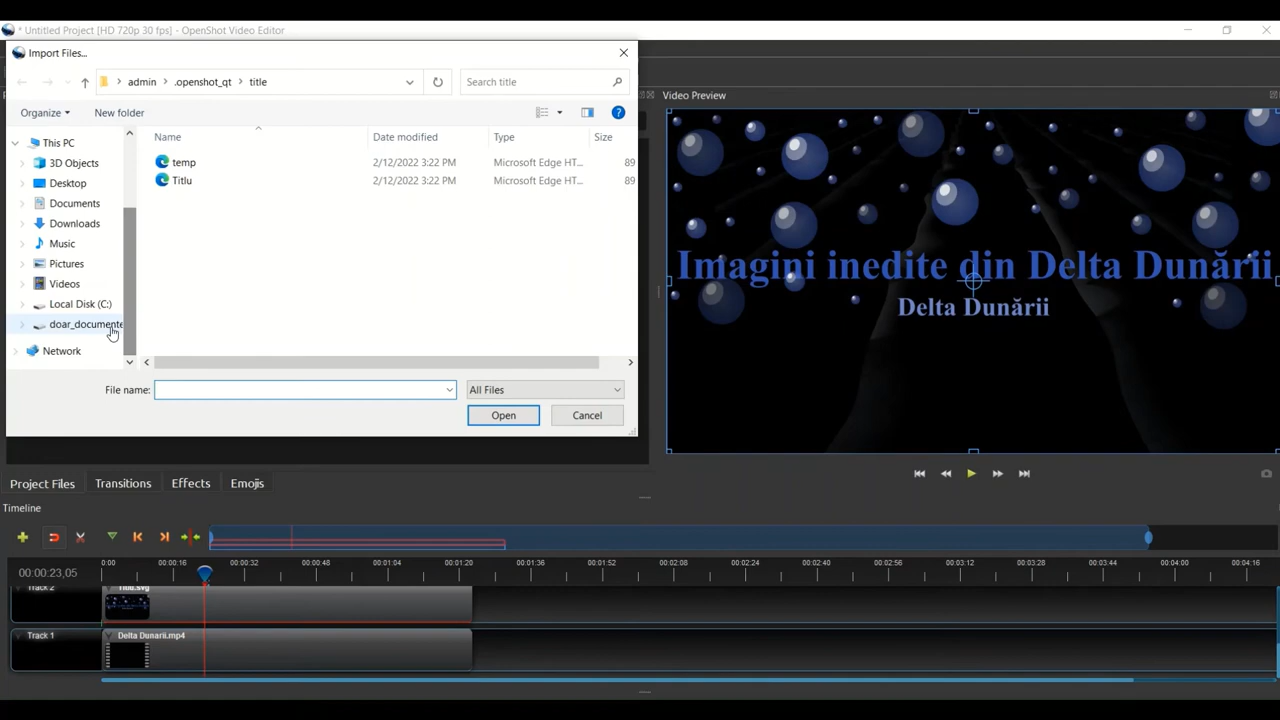 * Untitled Project [HD 720p 30 fps] - OpenShot Video Editor
Import Files...
admin > .openshot_qt > title
Search title
Organize
New folder
Name
Date modified
Type
Size
temp
2/12/2022 3:22 PM
Microsoft Edge HT...
89
Titlu
2/12/2022 3:22 PM
Microsoft Edge HT...
89
This PC
3D Objects
Desktop
Documents
Downloads
Music
Pictures
Videos
Local Disk (C:)
doar_documente
Network
File name:
All Files
Open
Cancel
Video Preview
Imagini inedite din Delta Dunării
Delta Dunării
Project Files
Transitions
Effects
Emojis
Timeline
00:00:23,05
0:00
00:00:16
00:00:32
00:00:48
00:01:04
00:01:20
00:01:36
00:01:52
00:02:08
00:02:24
00:02:40
00:02:56
00:03:12
00:03:28
00:03:44
00:04:00
00:04:16
Track 2
Titlu.svg
Track 1
Delta Dunarii.mp4